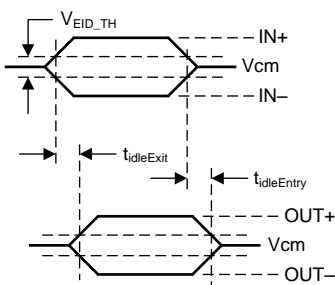 VEID_TH
IN+
Vcm
IN–
tidleExit
tidleEntry
OUT+
Vcm
OUT–